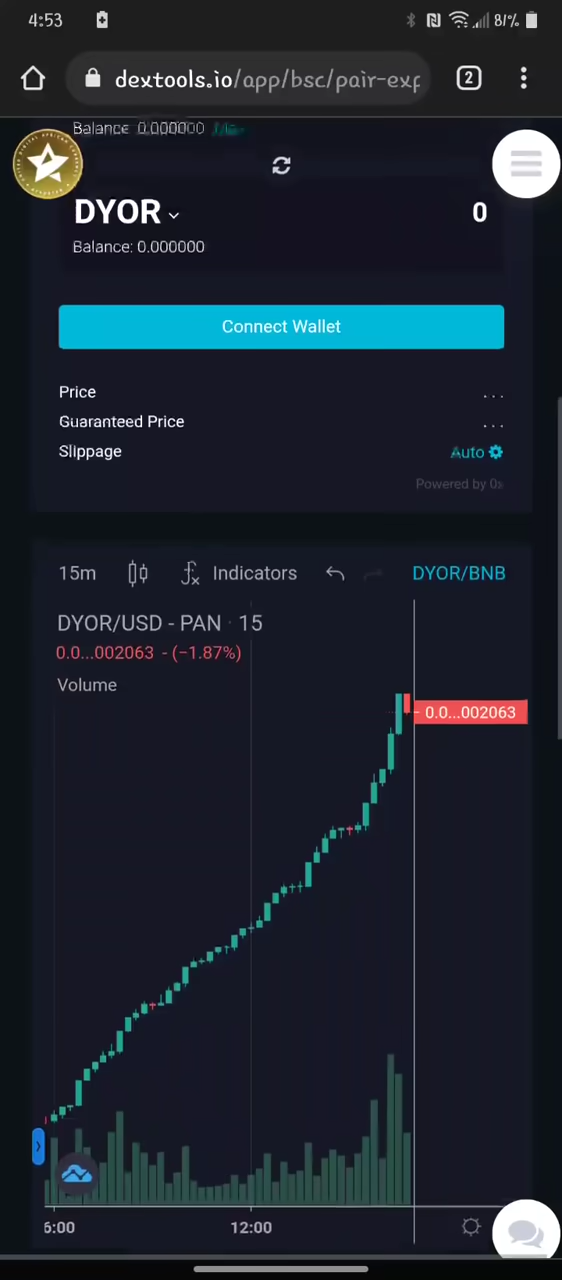 4:53
81%
dextools.io/app/bsc/pair-exp
2
Balance: 0.000000
DYOR
0
Balance: 0.000000
Connect Wallet
Price ...
Guaranteed Price ...
Slippage Auto
Powered by 0x
15m Indicators DYOR/BNB
DYOR/USD - PAN · 15
0.0...002063 - (−1.87%)
Volume
0.0...002063
6:00 12:00